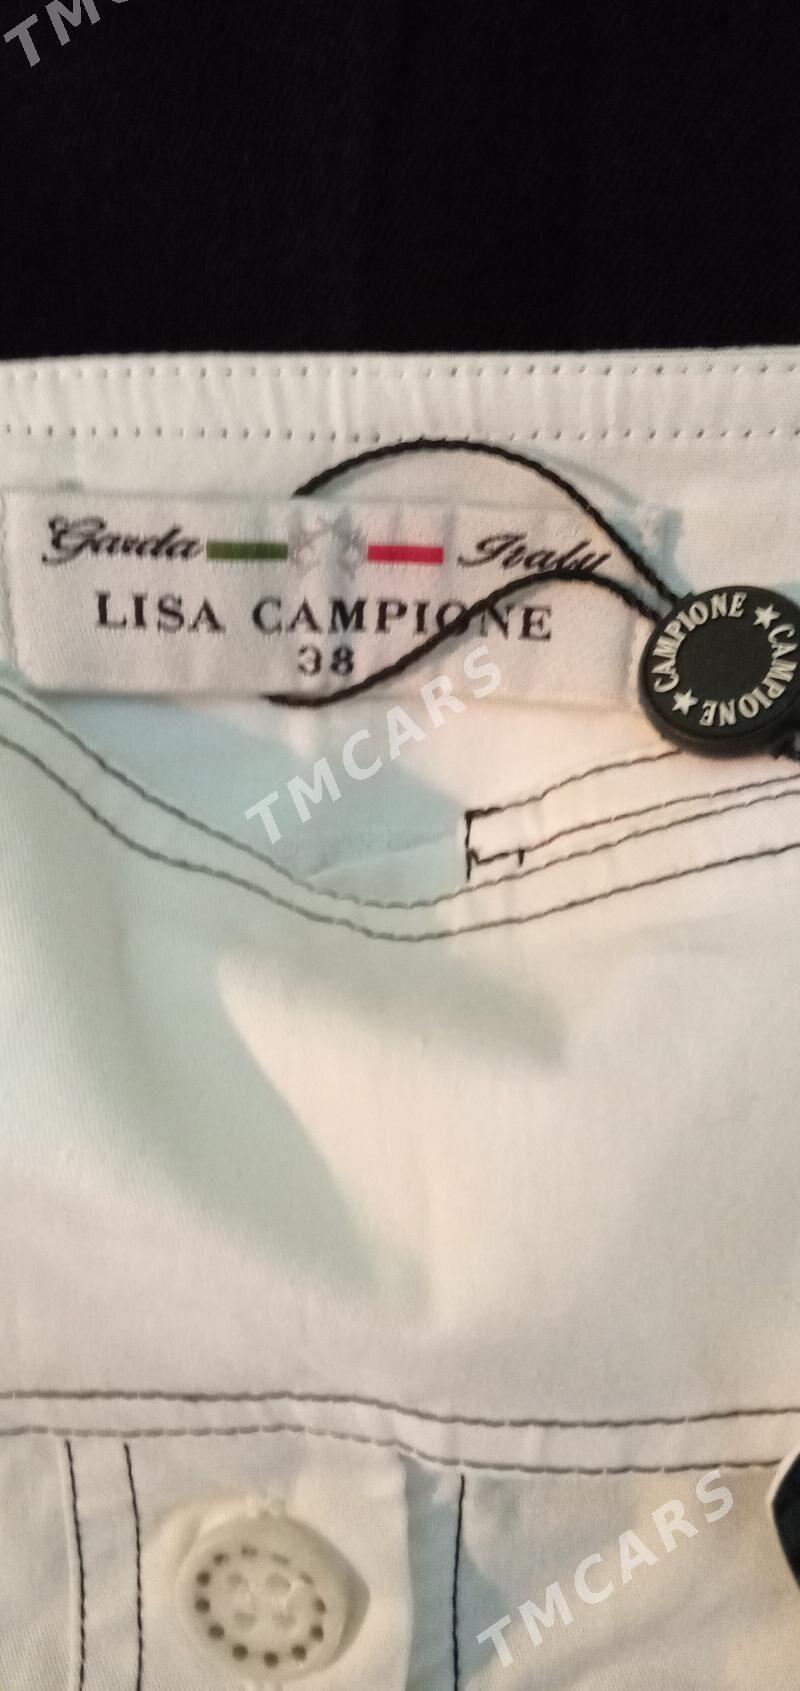 TMC
Garda Italy
LISA CAMPIONE
38
CAMPIONE ★ CAMPIONE ★
TMCARS
TMCARS